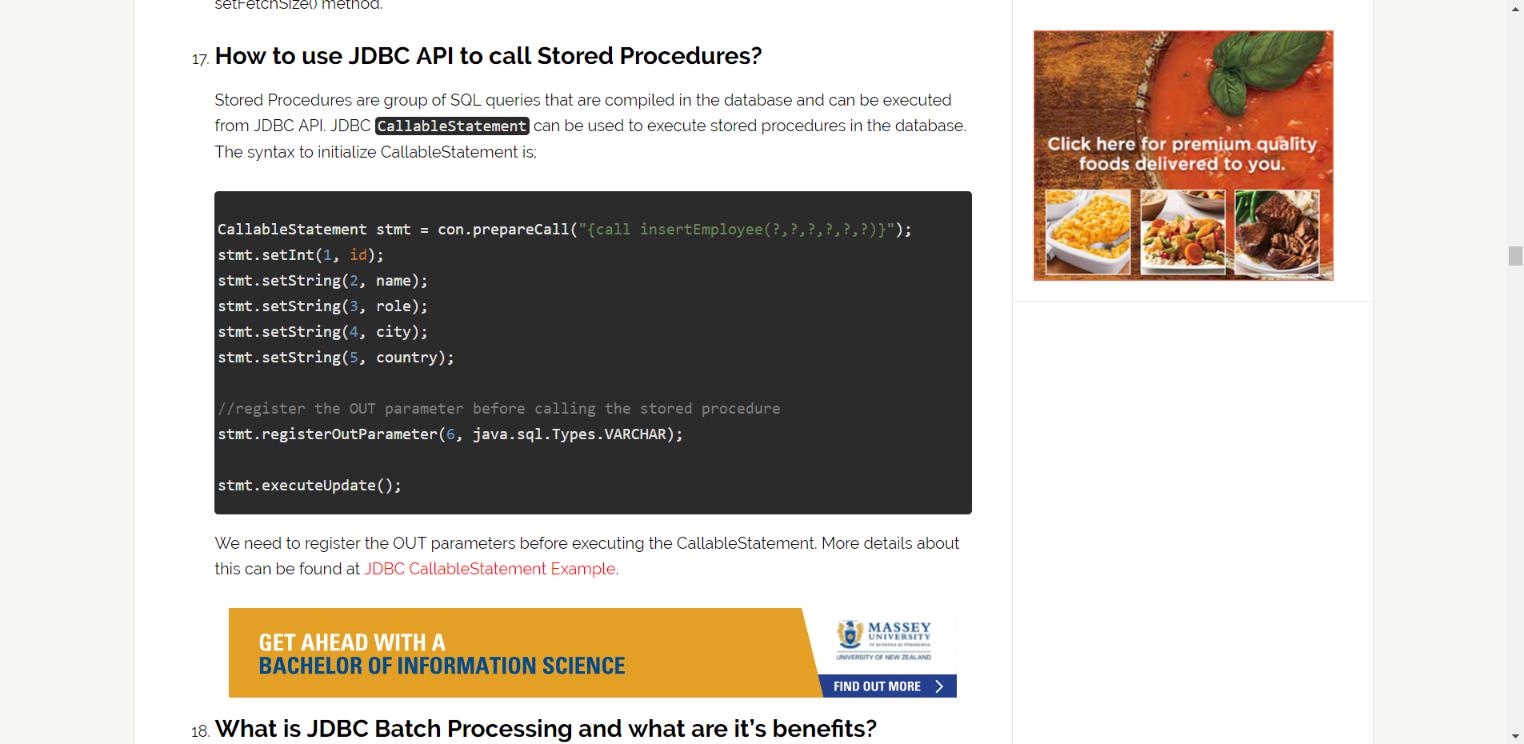 setFetchSize() method.
17. How to use JDBC API to call Stored Procedures?
Stored Procedures are group of SQL queries that are compiled in the database and can be executed
from JDBC API. JDBC CallableStatement can be used to execute stored procedures in the database.
The syntax to initialize CallableStatement is;
CallableStatement stmt = con.prepareCall("{call insertEmployee(?,?,?,?,?,?)}");
stmt.setInt(1, id);
stmt.setString(2, name);
stmt.setString(3, role);
stmt.setString(4, city);
stmt.setString(5, country);
//register the OUT parameter before calling the stored procedure
stmt.registerOutParameter(6, java.sql.Types.VARCHAR);
stmt.executeUpdate();
We need to register the OUT parameters before executing the CallableStatement. More details about
this can be found at JDBC CallableStatement Example.
GET AHEAD WITH A
BACHELOR OF INFORMATION SCIENCE
MASSEY
UNIVERSITY
UNIVERSITY OF NEW ZEALAND
FIND OUT MORE
18. What is JDBC Batch Processing and what are it’s benefits?
Click here for premium quality
foods delivered to you.